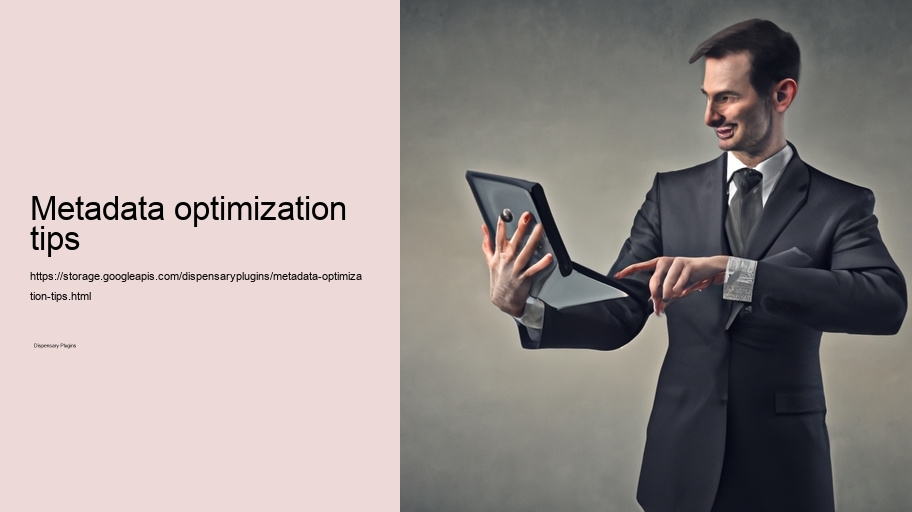 Metadata optimization
tips
https://storage.googleapis.com/dispensaryplugins/metadata-optimiza
tion-tips.html
Dispensary Plugins